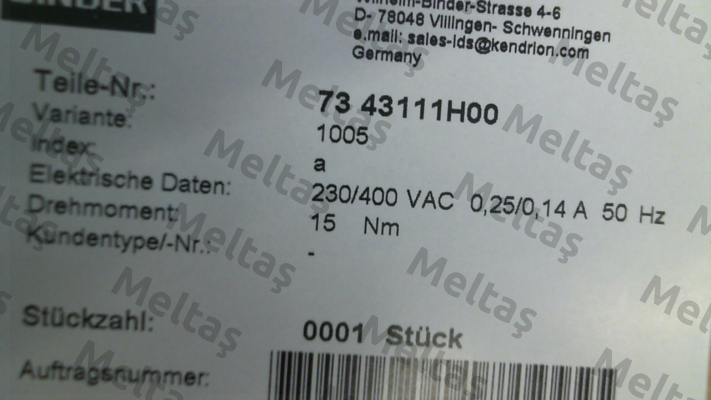 BINDER
Wilhelm-Binder-Strasse 4-6
D- 78048 Villingen- Schwenningen
e.mail: sales-ids@kendrion.com
Germany
Teile-Nr.: 73 43111H00
Variante: 1005
Index: a
Elektrische Daten: 230/400 VAC 0,25/0,14 A 50 Hz
Drehmoment: 15 Nm
Kundentype/-Nr.: -
Stückzahl: 0001 Stück
Auftragsnummer:
Meltaş